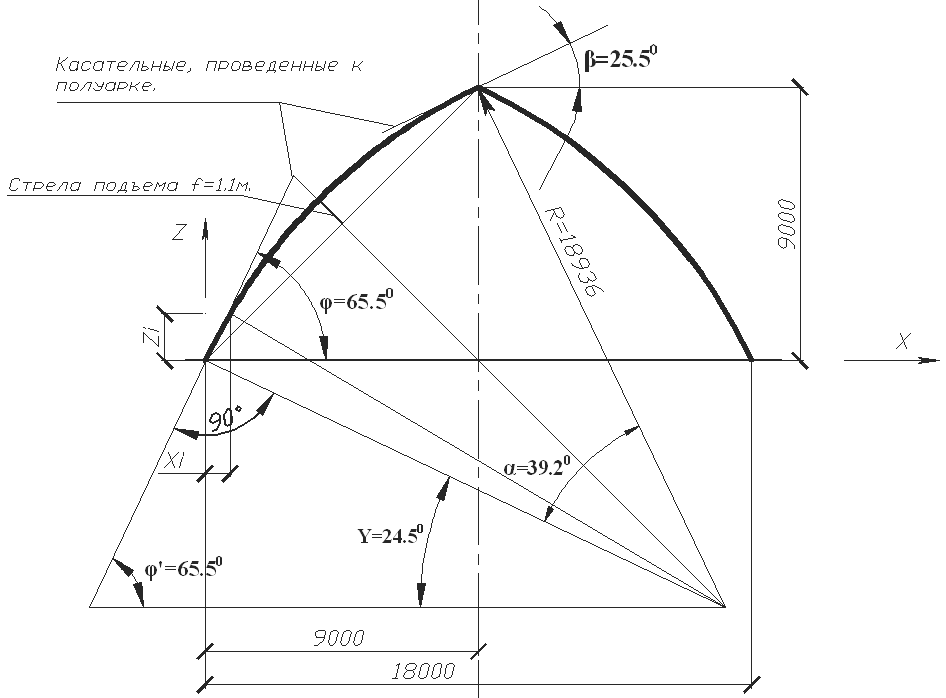 β=25.5⁰
Касательные, проведенные к
полуарке.
Стрела подъема f=1.1м.
Z
R=18936
9000
φ=65.5⁰
Zi
X
90°
Xi
α=39.2⁰
Y=24.5⁰
φ'=65.5⁰
9000
18000